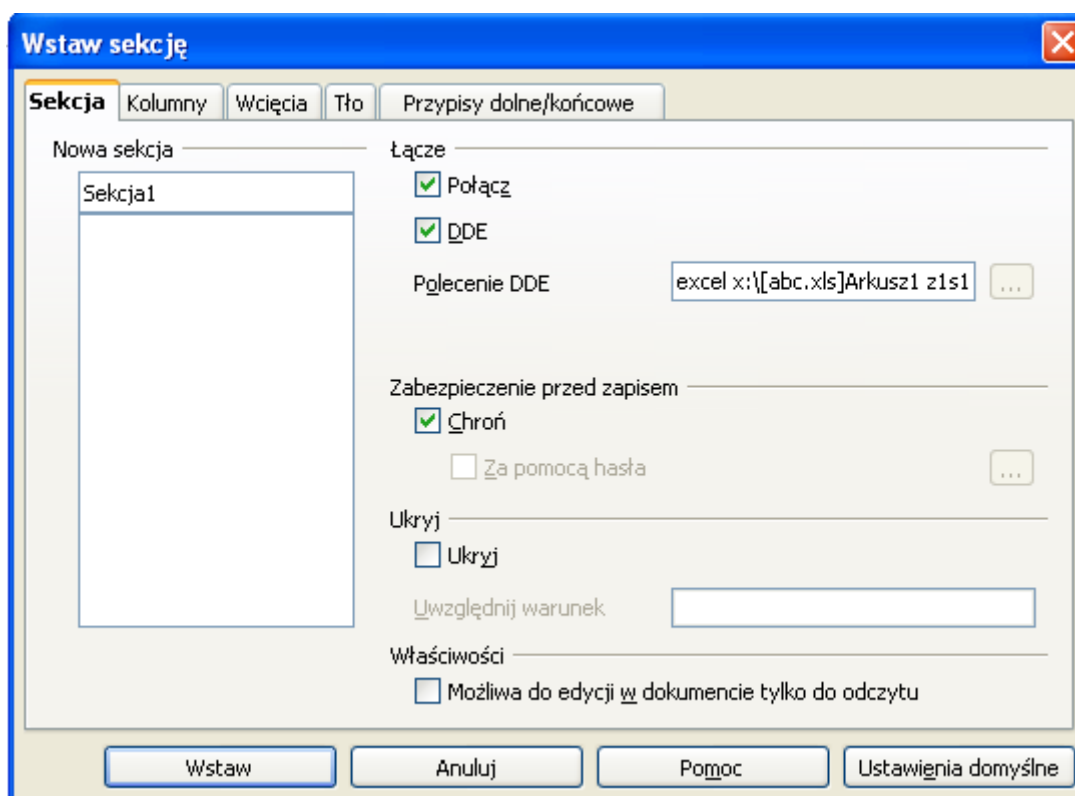 Wstaw sekcję
Sekcja Kolumny Wcięcia Tło Przypisy dolne/końcowe
Nowa sekcja
Sekcja1
Łącze
Połącz
DDE
Polecenie DDE excel x:\[abc.xls]Arkusz1 z1s1 ...
Zabezpieczenie przed zapisem
Chroń
Za pomocą hasła ...
Ukryj
Ukryj
Uwzględnij warunek
Właściwości
Możliwa do edycji w dokumencie tylko do odczytu
Wstaw Anuluj Pomoc Ustawienia domyślne